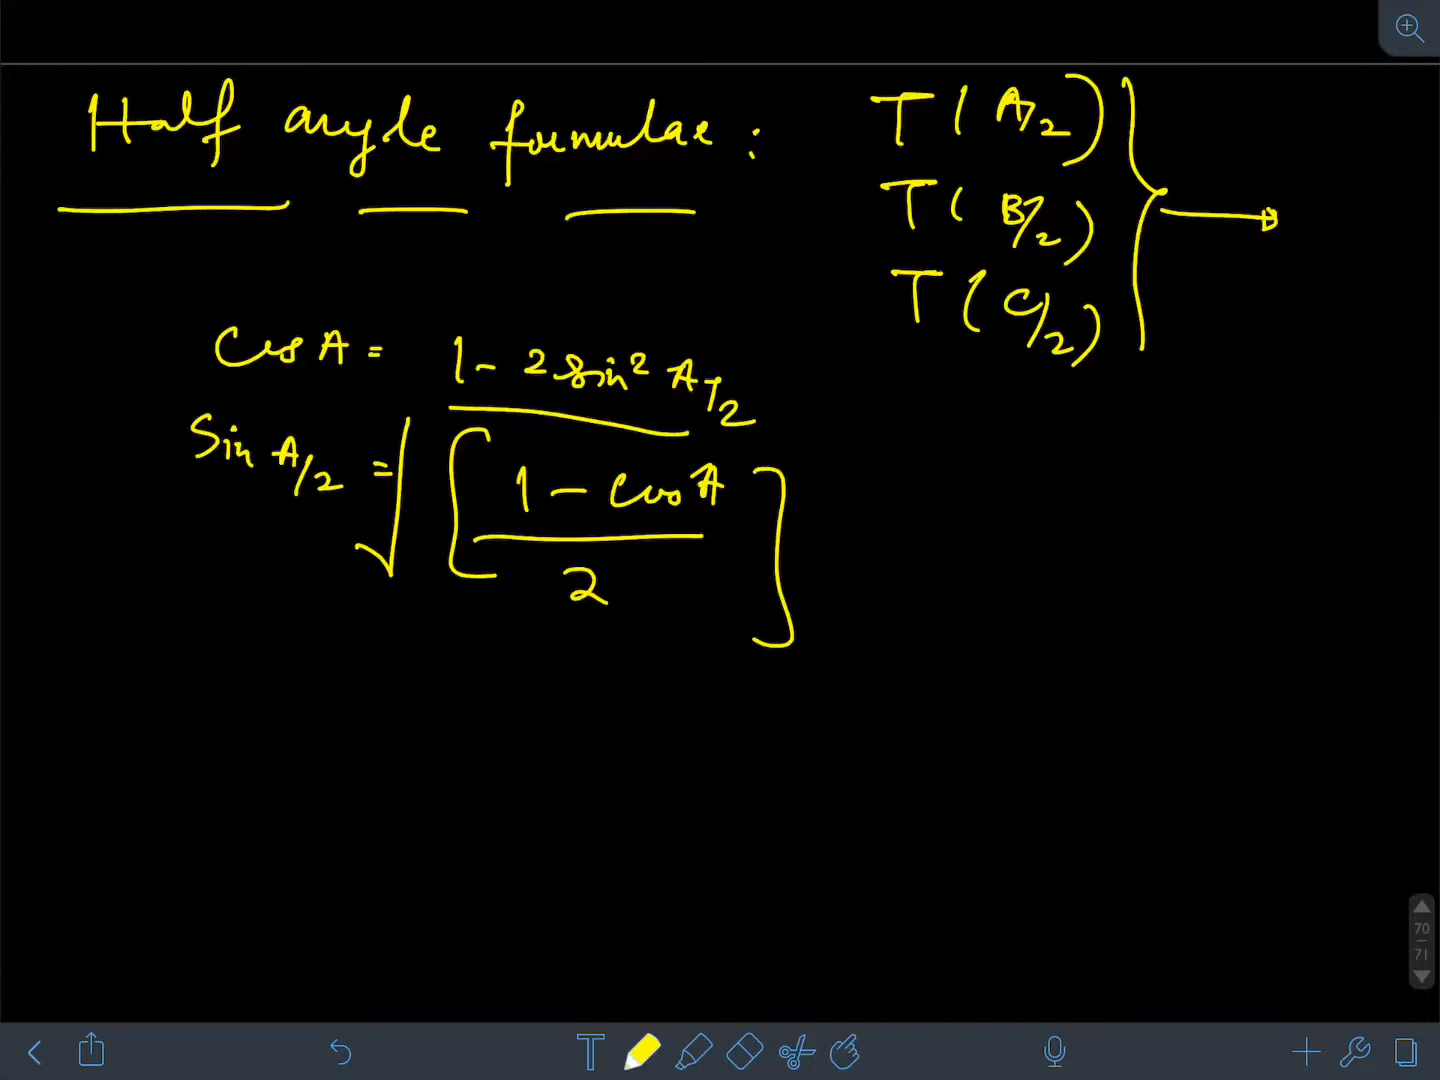 Half angle formulae :
T ( A/2 )
T ( B/2 )
T ( C/2 )
Cos A = 1 - 2 sin² A/2
Sin A/2 = √[ 1 - cos A / 2 ]
70
71
T